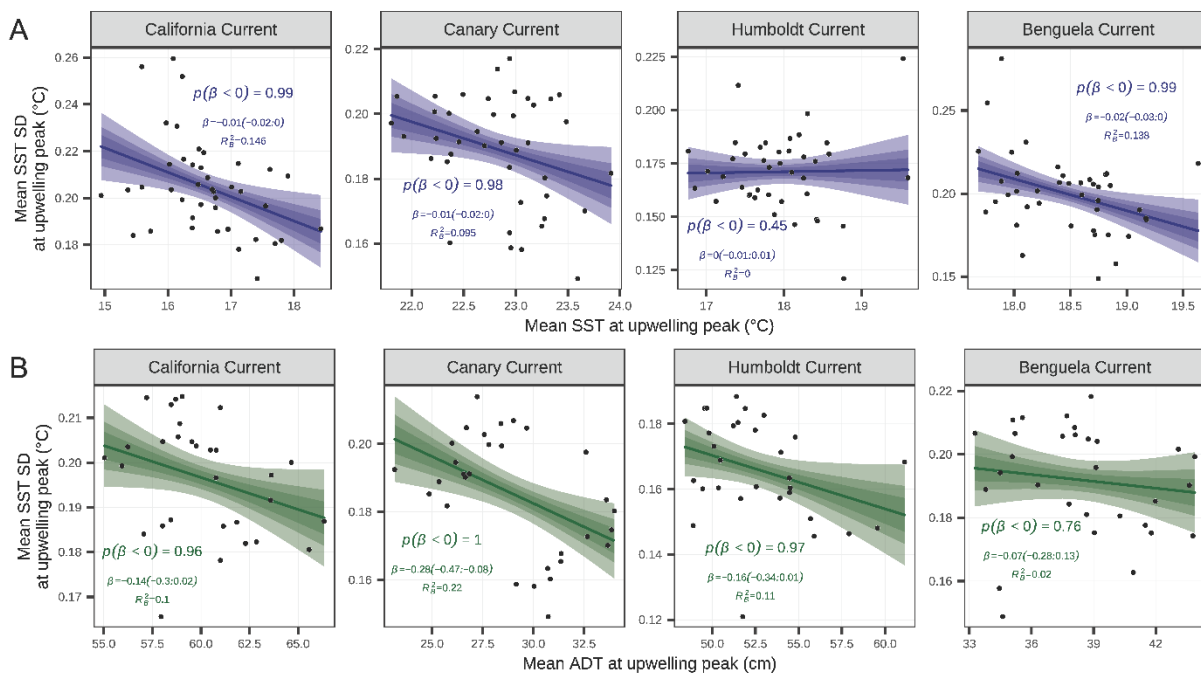 A
California Current
Canary Current
Humboldt Current
Benguela Current
Mean SST SD
at upwelling peak (°C)
0.26
0.24
0.22
0.20
0.18
p(β < 0) = 0.99
β=-0.01(-0.02:0)
R²B=0.146
15
16
17
18
0.22
0.20
0.18
0.16
p(β < 0) = 0.98
β=-0.01(-0.02:0)
R²B=0.095
22.0
22.5
23.0
23.5
24.0
0.225
0.200
0.175
0.150
0.125
p(β < 0) = 0.45
β=0(-0.01:0.01)
R²B=0
17
18
19
0.25
0.20
0.15
p(β < 0) = 0.99
β=-0.02(-0.03:0)
R²B=0.138
18.0
18.5
19.0
19.5
Mean SST at upwelling peak (°C)
B
California Current
Canary Current
Humboldt Current
Benguela Current
Mean SST SD
at upwelling peak (°C)
0.21
0.20
0.19
0.18
0.17
p(β < 0) = 0.96
β=-0.14(-0.3:0.02)
R²B=0.1
55.0
57.5
60.0
62.5
65.0
0.20
0.18
0.16
p(β < 0) = 1
β=-0.28(-0.47:-0.08)
R²B=0.22
25.0
27.5
30.0
32.5
0.18
0.16
0.14
0.12
p(β < 0) = 0.97
β=-0.16(-0.34:0.01)
R²B=0.11
50.0
52.5
55.0
57.5
60.0
0.22
0.20
0.18
0.16
p(β < 0) = 0.76
β=-0.07(-0.28:0.13)
R²B=0.02
33
36
39
42
Mean ADT at upwelling peak (cm)